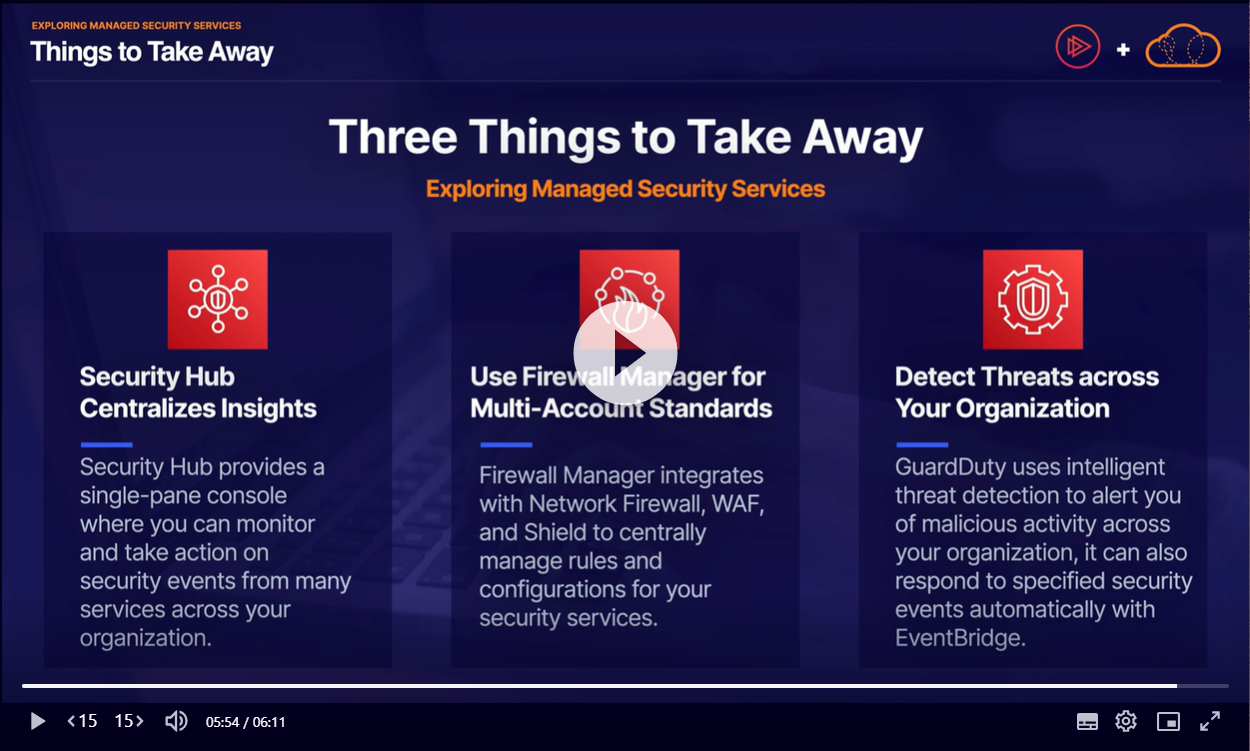 EXPLORING MANAGED SECURITY SERVICES
Things to Take Away
+
Three Things to Take Away
Exploring Managed Security Services
Security Hub
Centralizes Insights
Security Hub provides a
single-pane console
where you can monitor
and take action on
security events from many
services across your
organization.
Use Firewall Manager for
Multi-Account Standards
Firewall Manager integrates
with Network Firewall, WAF,
and Shield to centrally
manage rules and
configurations for your
security services.
Detect Threats across
Your Organization
GuardDuty uses intelligent
threat detection to alert you
of malicious activity across
your organization, it can also
respond to specified security
events automatically with
EventBridge.
<15 15> 05:54 / 06:11